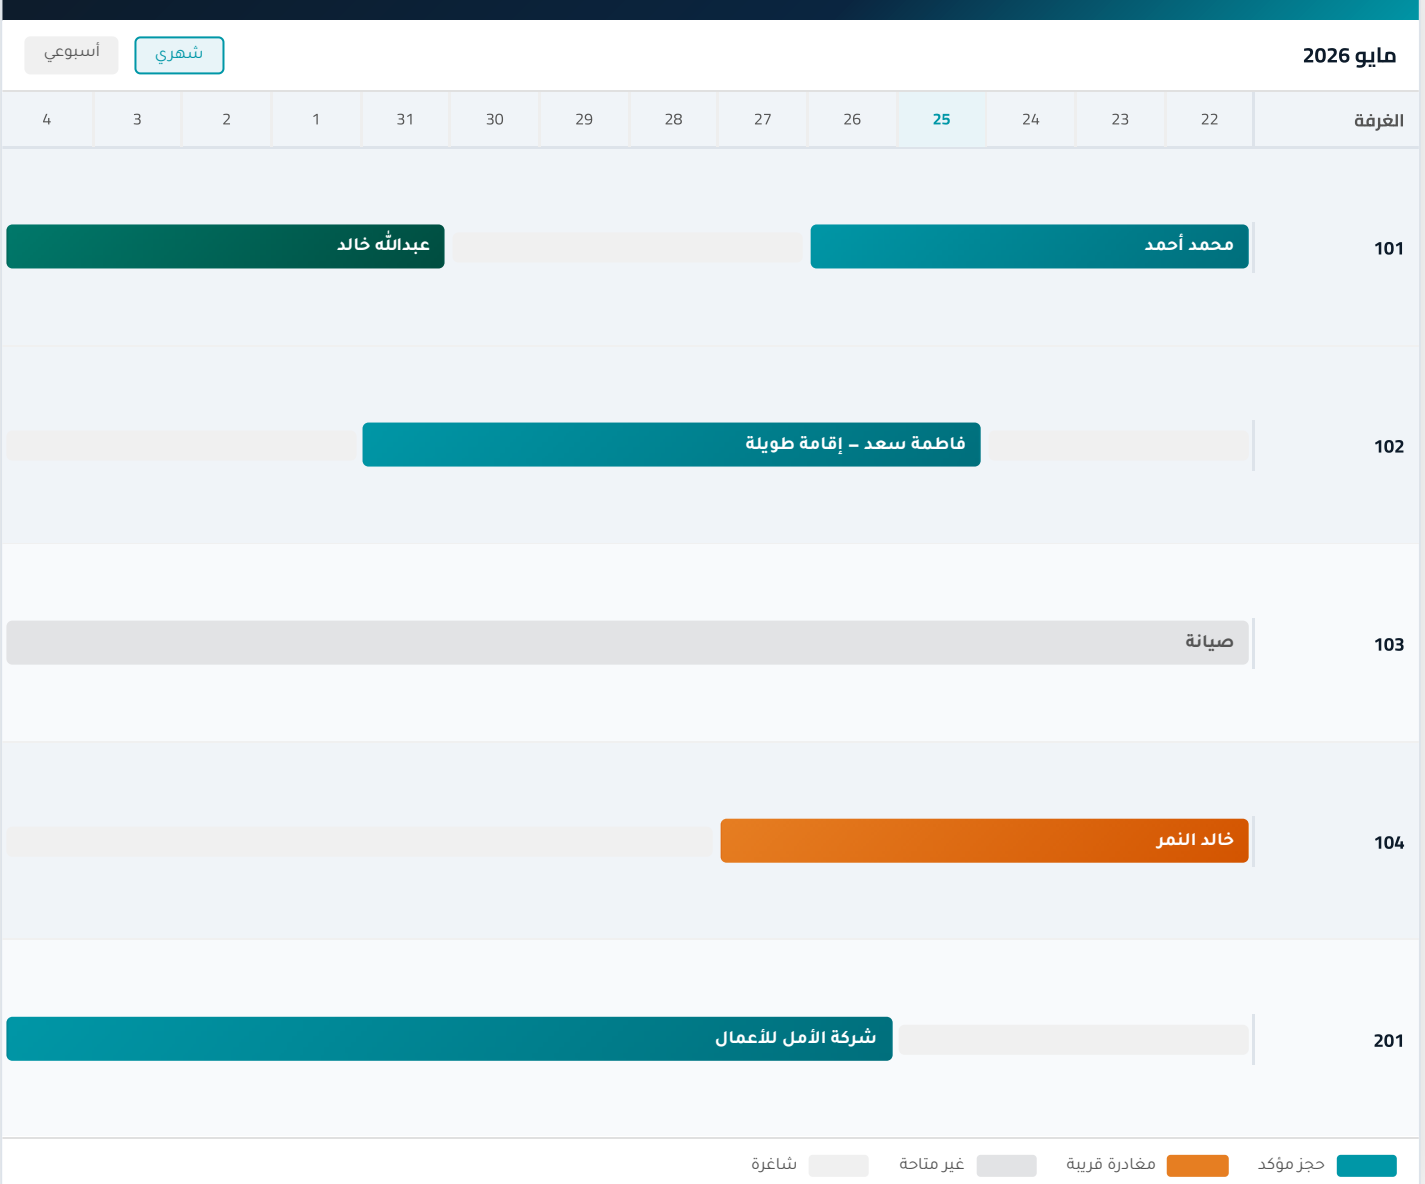 مايو 2026
شهري
أسبوعي
الغرفة 22 23 24 25 26 27 28 29 30 31 1 2 3 4
101 محمد أحمد عبدالله خالد
102 فاطمة سعد – إقامة طويلة
103 صيانة
104 خالد النمر
201 شركة الأمل للأعمال
حجز مؤكد مغادرة قريبة غير متاحة شاغرة